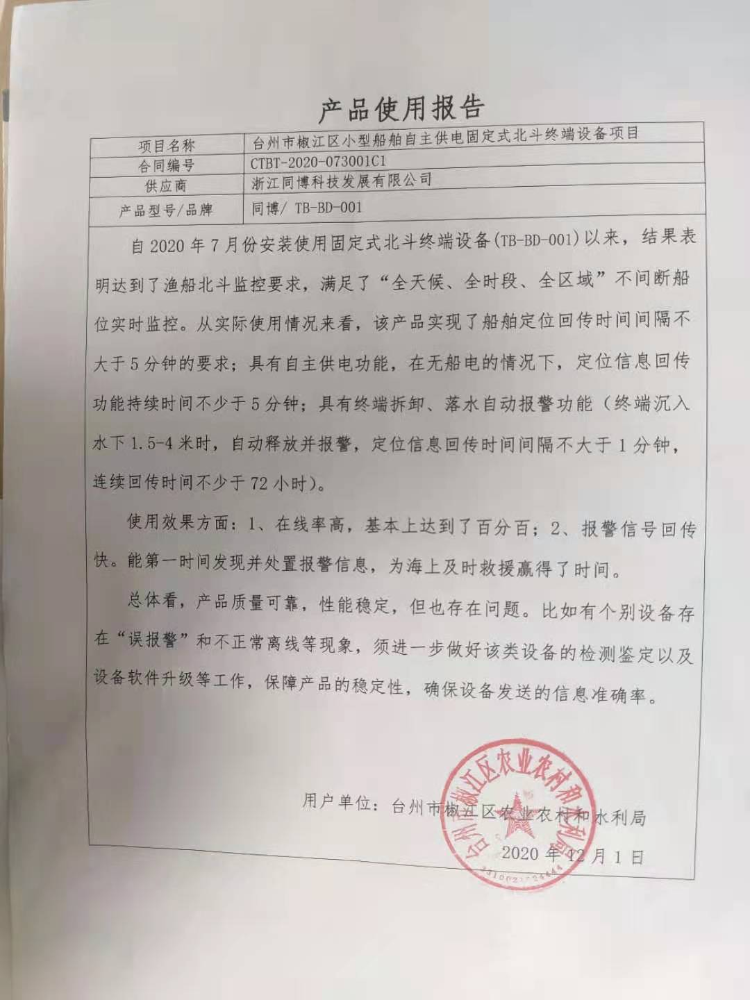 产品使用报告
项目名称 台州市椒江区小型船舶自主供电固定式北斗终端设备项目
合同编号 CTBT-2020-073001C1
供应商 浙江同博科技发展有限公司
产品型号/品牌 同博/ TB-BD-001
自 2020 年 7 月份安装使用固定式北斗终端设备(TB-BD-001)以来，结果表
明达到了渔船北斗监控要求，满足了“全天候、全时段、全区域”不间断船
位实时监控。从实际使用情况来看，该产品实现了船舶定位回传时间间隔不
大于 5 分钟的要求；具有自主供电功能，在无船电的情况下，定位信息回传
功能持续时间不少于 5 分钟；具有终端拆卸、落水自动报警功能（终端沉入
水下 1.5-4 米时，自动释放并报警，定位信息回传时间间隔不大于 1 分钟，
连续回传时间不少于 72 小时）。
使用效果方面：1、在线率高，基本上达到了百分百；2、报警信号回传
快。能第一时间发现并处置报警信息，为海上及时救援赢得了时间。
总体看，产品质量可靠，性能稳定，但也存在问题。比如有个别设备存
在“误报警”和不正常离线等现象，须进一步做好该类设备的检测鉴定以及
设备软件升级等工作，保障产品的稳定性，确保设备发送的信息准确率。
台州市椒江区农业农村和水利局
用户单位：台州市椒江区农业农村和水利局
2020 年 12 月 1 日